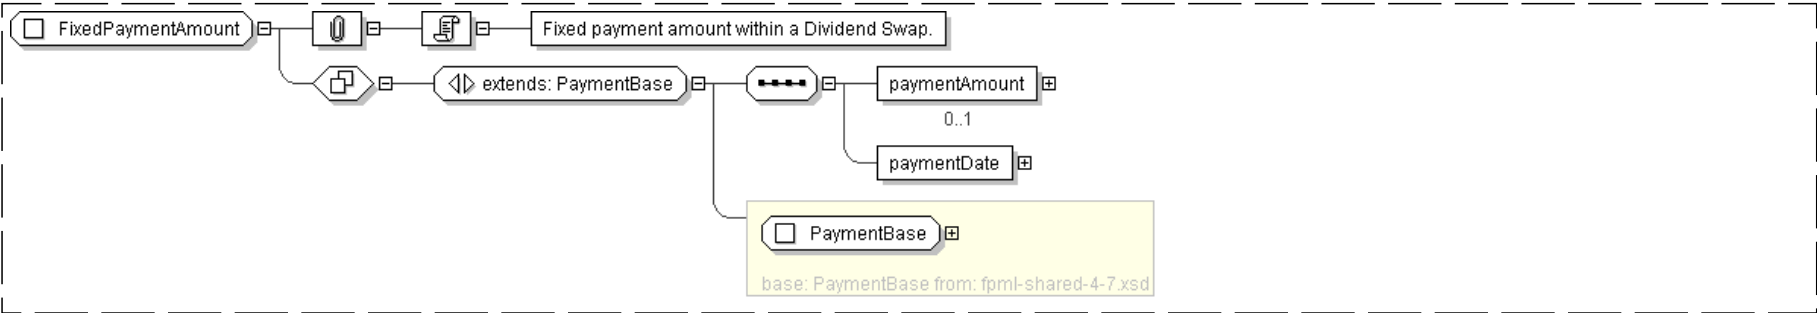 FixedPaymentAmount
Fixed payment amount within a Dividend Swap.
extends: PaymentBase
paymentAmount
0..1
paymentDate
PaymentBase
base: PaymentBase from: fpml-shared-4-7.xsd